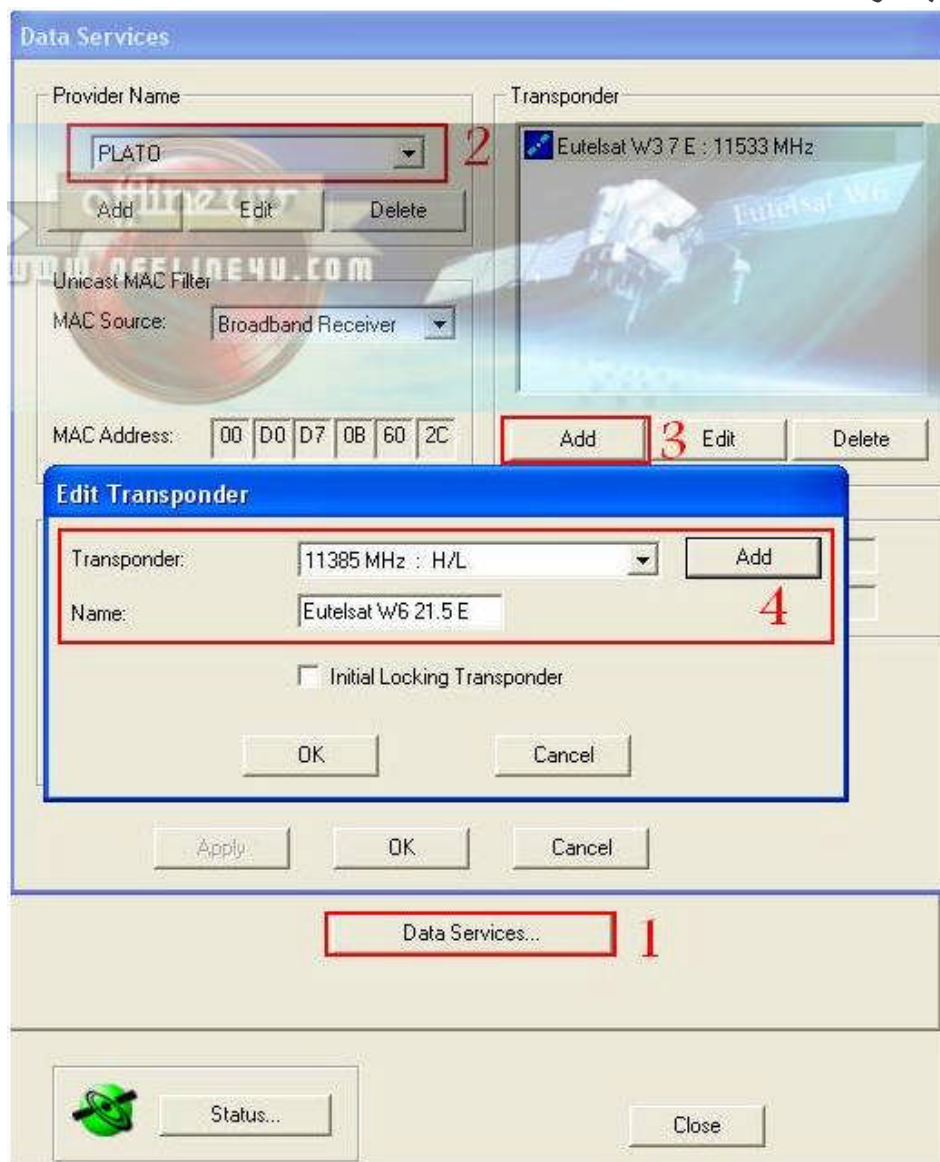 Data Services
Provider Name
PLATO
2
Add
Edit
Delete
WWW.OFFLINE4U.COM
Unicast MAC Filter
MAC Source:
Broadband Receiver
MAC Address:
00 D0 D7 0B 60 2C
Transponder
Eutelsat W3 7 E : 11533 MHz
Eutelsat W6
Add
3
Edit
Delete
Edit Transponder
Transponder:
11385 MHz : H/L
Add
Name:
Eutelsat W6 21.5 E
4
Initial Locking Transponder
OK
Cancel
Apply
OK
Cancel
Data Services...
1
Status...
Close